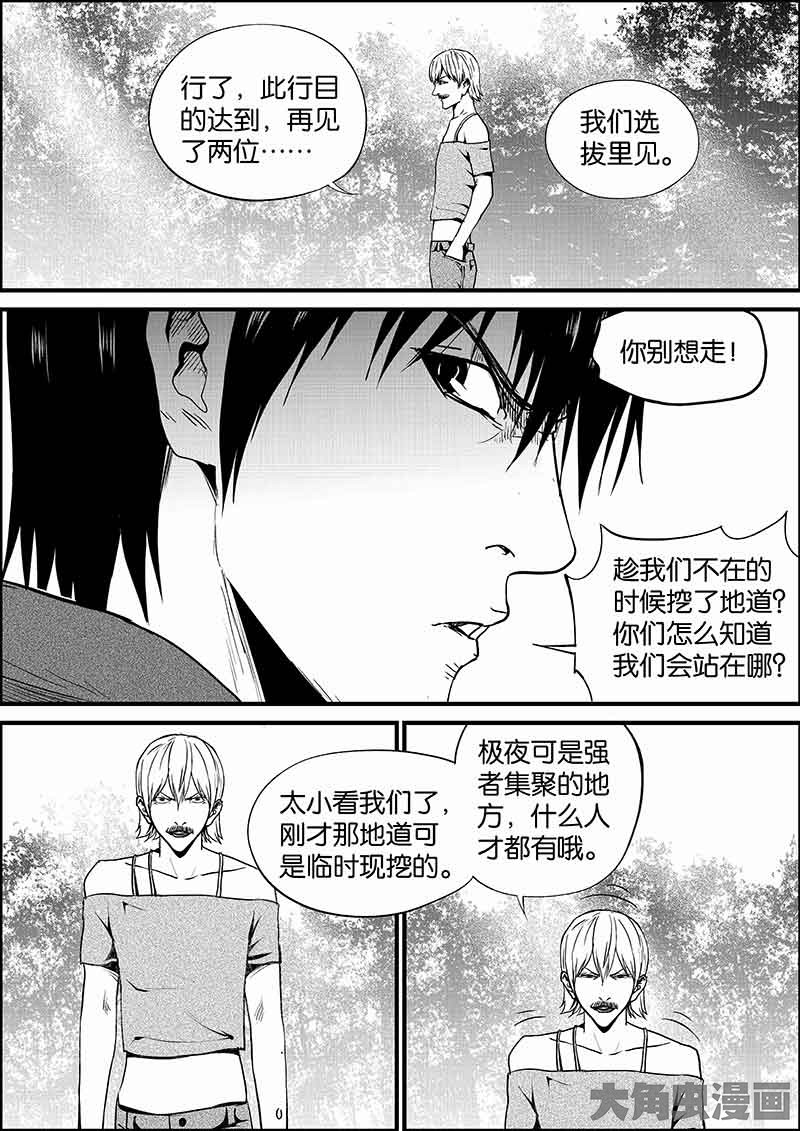 行了，此行目
的达到，再见
了两位……
我们选
拔里见。
你别想走！
趁我们不在的
时候挖了地道？
你们怎么知道
我们会站在哪？
太小看我们了，
刚才那地道可
是临时现挖的。
极夜可是强
者集聚的地
方，什么人
才都有哦。
大角虫漫画